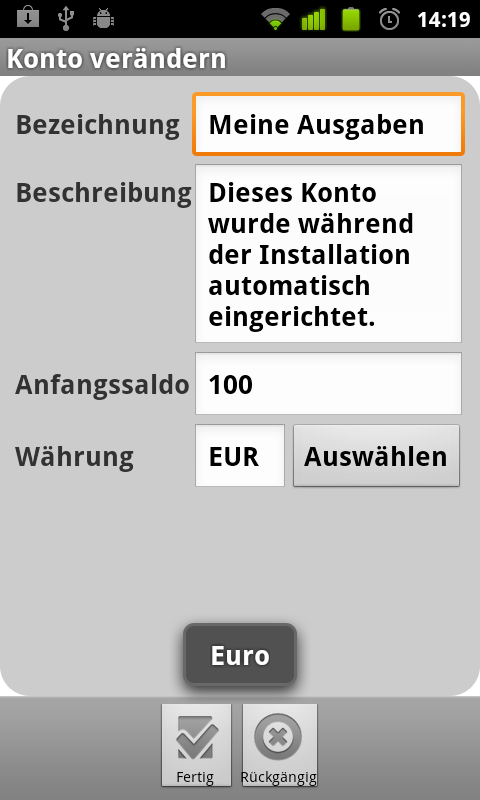 14:19
Konto verändern
Bezeichnung
Meine Ausgaben
Beschreibung
Dieses Konto
wurde während
der Installation
automatisch
eingerichtet.
Anfangssaldo
100
Währung
EUR
Auswählen
Euro
Fertig
Rückgängig